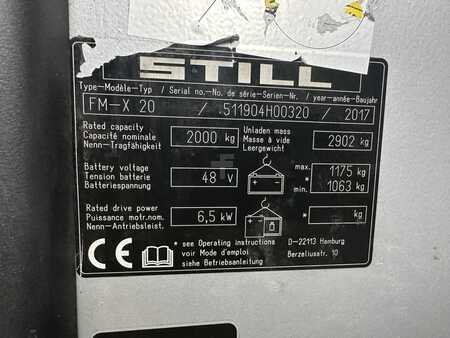 STILL
Type-Modèle-Typ / Serial no.-No. de série-Serien-Nr. / year-année-Baujahr
FM-X 20 / 511904H00320 / 2017
Rated capacity
Capacité nominale
Nenn-Tragfähigkeit
2000 kg
Unladen mass
Masse à vide
Leergewicht
2902 kg
Battery voltage
Tension batterie
Batteriespannung
48 V
*
max. 1175 kg
min. 1063 kg
Rated drive power
Puissance motr.nom.
Nenn-Antriebsleist.
6,5 kW
* kg
CE
* see Operating instructions
voir Mode d'emploi
siehe Betriebsanleitung
D-22113 Hamburg
Berzeliusstr. 10